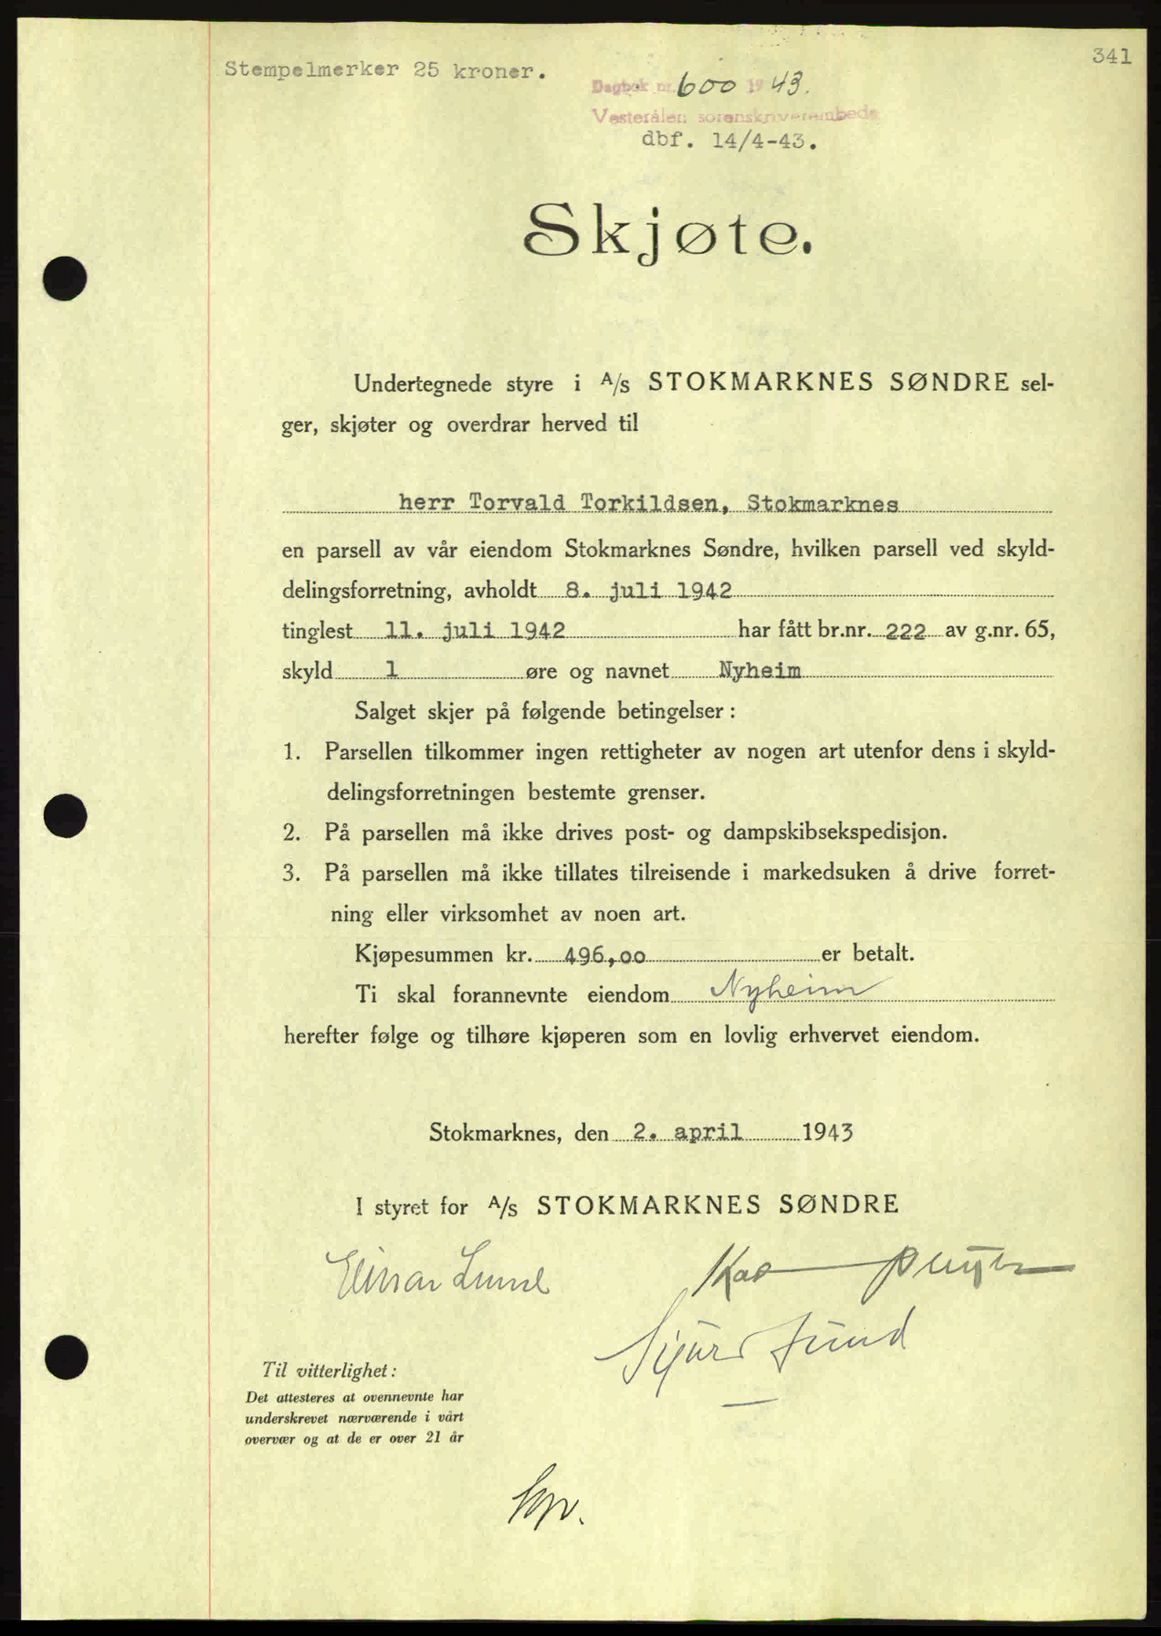 341
Stempelmerker 25 kroner.
Dagbok nr. 600 1943.
Vesterålen sorenskriverembede
dbf. 14/4-43.
Skjøte.
Undertegnede styre i A/s STOKMARKNES SØNDRE sel-
ger, skjøter og overdrar herved til
herr Torvald Torkildsen, Stokmarknes
en parsell av vår eiendom Stokmarknes Søndre, hvilken parsell ved skyld-
delingsforretning, avholdt 8. juli 1942
tinglest 11. juli 1942 har fått br.nr. 222 av g.nr. 65,
skyld 1 øre og navnet Nyheim
Salget skjer på følgende betingelser:
1. Parsellen tilkommer ingen rettigheter av nogen art utenfor dens i skyld-
delingsforretningen bestemte grenser.
2. På parsellen må ikke drives post- og dampskibsekspedisjon.
3. På parsellen må ikke tillates tilreisende i markedsuken å drive forret-
ning eller virksomhet av noen art.
Kjøpesummen kr. 496,00 er betalt.
Ti skal forannevnte eiendom Nyheim
herefter følge og tilhøre kjøperen som en lovlig erhvervet eiendom.
Stokmarknes, den 2. april 1943
I styret for A/s STOKMARKNES SØNDRE
Einar Lund
Sigurd Lund
Til vitterlighet:
Det attesteres at ovennevnte har
underskrevet nærværende i vårt
overvær og at de er over 21 år